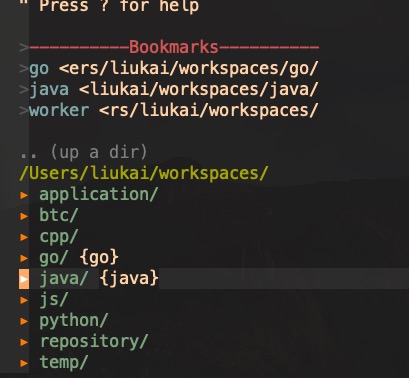 " Press ? for help
>----------Bookmarks----------
>go <ers/liukai/workspaces/go/
>java <liukai/workspaces/java/
>worker <rs/liukai/workspaces/
.. (up a dir)
/Users/liukai/workspaces/
▸ application/
▸ btc/
▸ cpp/
▸ go/ {go}
▸ java/ {java}
▸ js/
▸ python/
▸ repository/
▸ temp/